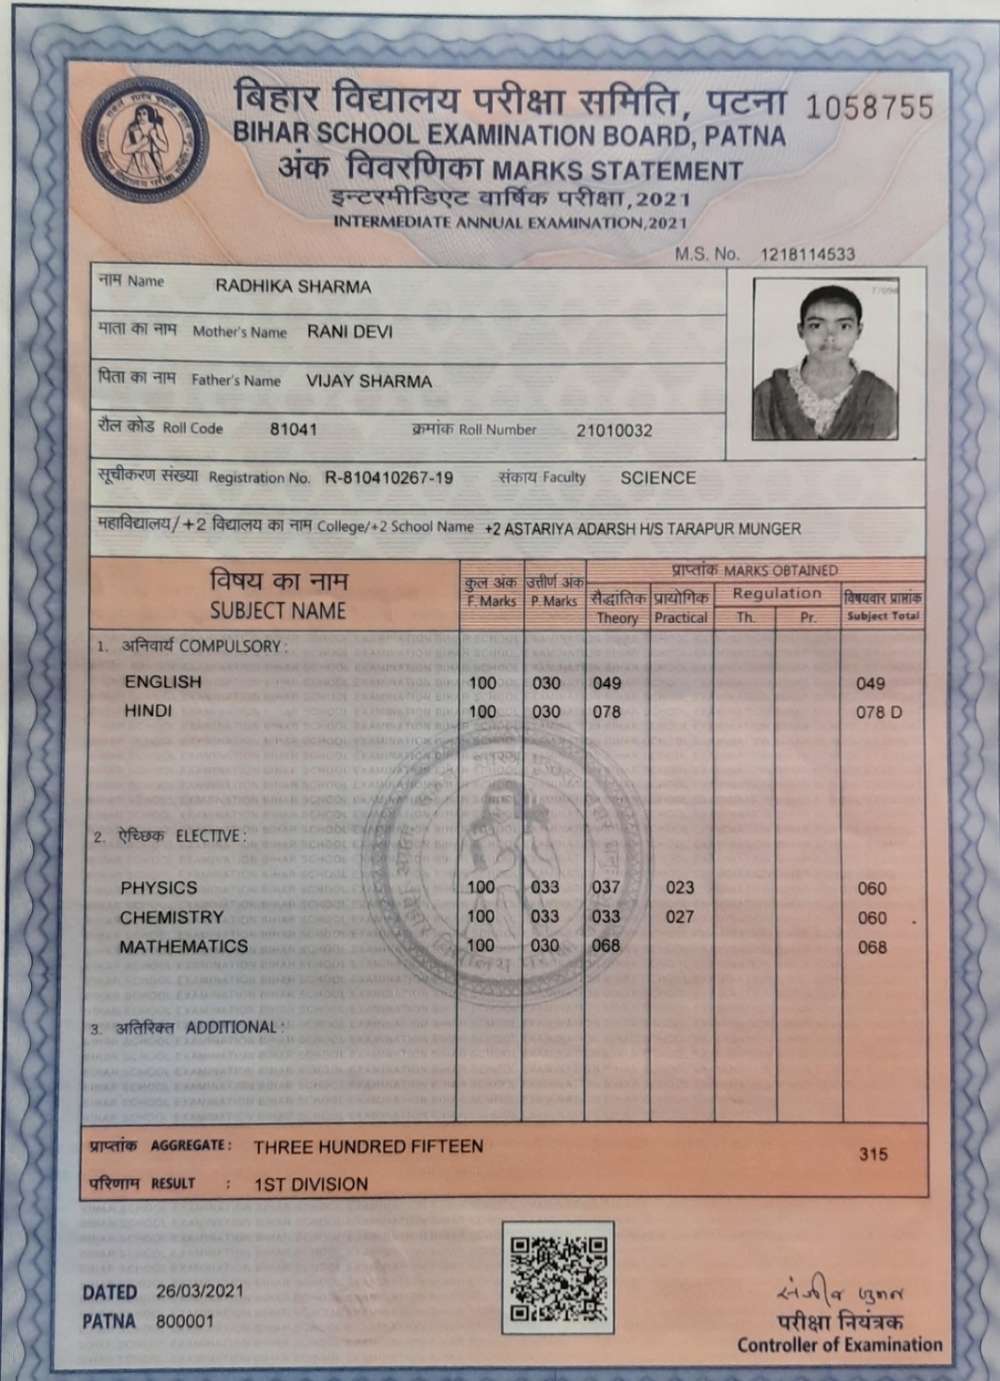 बिहार विद्यालय परीक्षा समिति, पटना 1058755
BIHAR SCHOOL EXAMINATION BOARD, PATNA
अंक विवरणिका MARKS STATEMENT
इन्टरमीडिएट वार्षिक परीक्षा,2021
INTERMEDIATE ANNUAL EXAMINATION,2021
M.S. No. 1218114533
नाम Name RADHIKA SHARMA
माता का नाम Mother's Name RANI DEVI
पिता का नाम Father's Name VIJAY SHARMA
रौल कोड Roll Code 81041 क्रमांक Roll Number 21010032
सूचीकरण संख्या Registration No. R-810410267-19 संकाय Faculty SCIENCE
महाविद्यालय/+2 विद्यालय का नाम College/+2 School Name +2 ASTARIYA ADARSH H/S TARAPUR MUNGER
विषय का नाम कुल अंक उत्तीर्ण अंक प्राप्तांक MARKS OBTAINED
SUBJECT NAME F. Marks P. Marks सैद्धांतिक प्रायोगिक Regulation विषयवार प्राप्तांक
Theory Practical Th. Pr. Subject Total
1. अनिवार्य COMPULSORY :
ENGLISH 100 030 049 049
HINDI 100 030 078 078 D
2. ऐच्छिक ELECTIVE :
PHYSICS 100 033 037 023 060
CHEMISTRY 100 033 033 027 060
MATHEMATICS 100 030 068 068
3. अतिरिक्त ADDITIONAL :
प्राप्तांक AGGREGATE : THREE HUNDRED FIFTEEN 315
परिणाम RESULT : 1ST DIVISION
DATED 26/03/2021
PATNA 800001
परीक्षा नियंत्रक
Controller of Examination